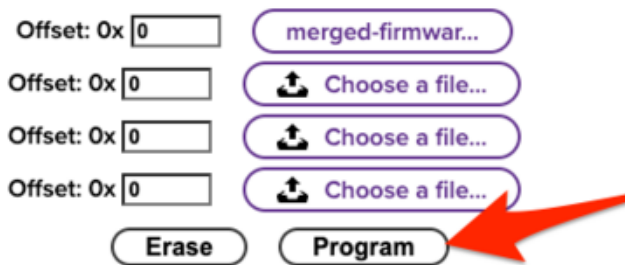 Offset: 0x 0 merged-firmwar...
Offset: 0x 0 Choose a file...
Offset: 0x 0 Choose a file...
Offset: 0x 0 Choose a file...
Erase Program